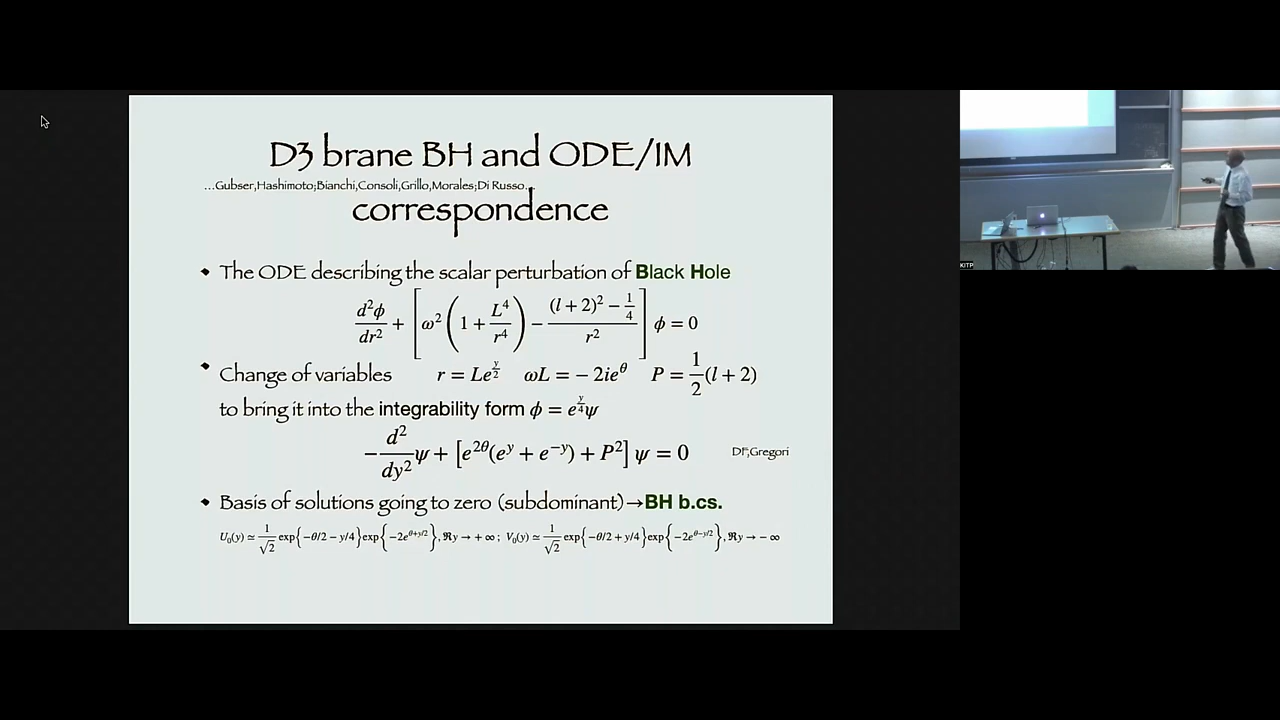 D3 brane BH and ODE/IM
...Gubser,Hashimoto;Bianchi,Consoli,Grillo,Morales;Di Russo...
correspondence
• The ODE describing the scalar perturbation of Black Hole
d²ϕ/dr² + [ω²(1 + L⁴/r⁴) − ((l + 2)² − 1/4)/r²] ϕ = 0
• Change of variables r = Le^{y/2} ωL = − 2ie^θ P = 1/2(l + 2)
to bring it into the integrability form ϕ = e^{y/4}ψ
−d²/dy² ψ + [e^{2θ}(e^y + e^{−y}) + P²] ψ = 0 DF,Gregori
• Basis of solutions going to zero (subdominant)→BH b.cs.
U₀(y) ≃ 1/√2 exp{−θ/2 − y/4}exp{−2e^{θ+y/2}}, ℜy → + ∞ ; V₀(y) ≃ 1/√2 exp{−θ/2 + y/4}exp{−2e^{θ−y/2}}, ℜy → − ∞
KITP